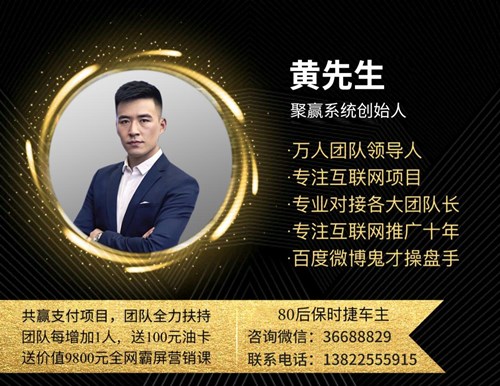 黄先生
聚赢系统创始人
·万人团队领导人
·专注互联网项目
·专业对接各大团队长
·专注互联网推广十年
·百度微博鬼才操盘手
共赢支付项目，团队全力扶持
团队每增加1人，送100元油卡
送价值9800元全网霸屏营销课
80后保时捷车主
咨询微信：36688829
联系电话：13822555915